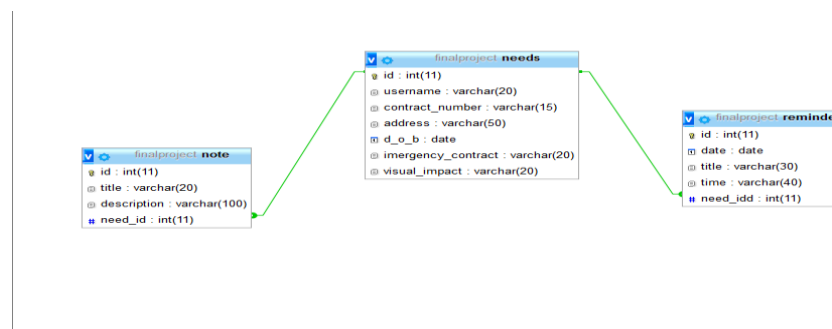 finalproject needs
id : int(11)
username : varchar(20)
contract_number : varchar(15)
address : varchar(50)
d_o_b : date
imergency_contract : varchar(20)
visual_impact : varchar(20)
finalproject note
id : int(11)
title : varchar(20)
description : varchar(100)
need_id : int(11)
finalproject reminde
id : int(11)
date : date
title : varchar(30)
time : varchar(40)
need_idd : int(11)